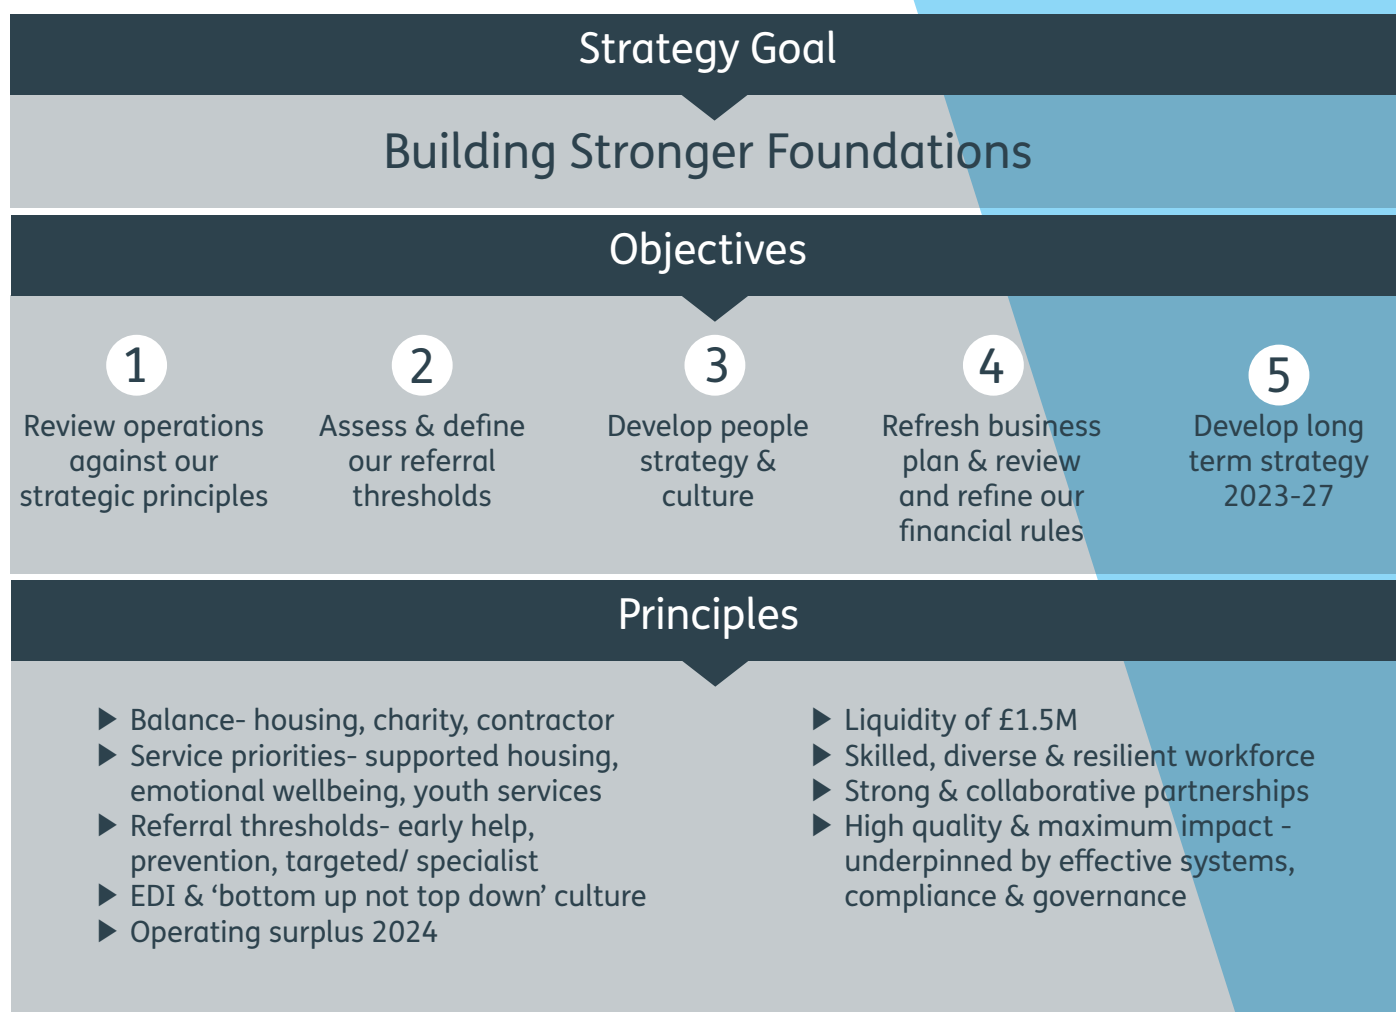 Strategy Goal
Building Stronger Foundations
Objectives
1
Review operations
against our
strategic principles
2
Assess & define
our referral
thresholds
3
Develop people
strategy &
culture
4
Refresh business
plan & review
and refine our
financial rules
5
Develop long
term strategy
2023-27
Principles
▶ Balance- housing, charity, contractor
▶ Service priorities- supported housing,
emotional wellbeing, youth services
▶ Referral thresholds- early help,
prevention, targeted/ specialist
▶ EDI & ‘bottom up not top down’ culture
▶ Operating surplus 2024
▶ Liquidity of £1.5M
▶ Skilled, diverse & resilient workforce
▶ Strong & collaborative partnerships
▶ High quality & maximum impact -
underpinned by effective systems,
compliance & governance